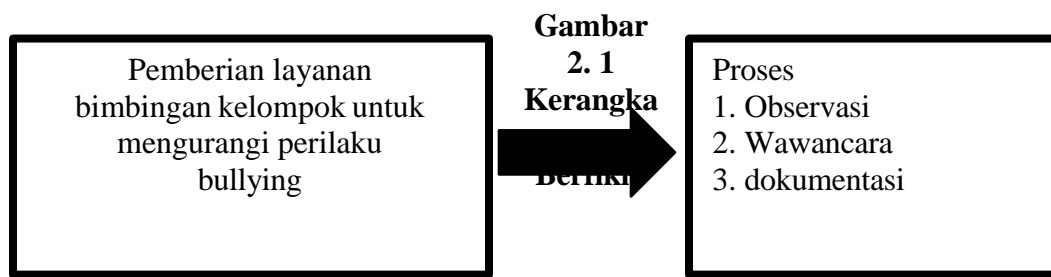 Pemberian layanan
bimbingan kelompok untuk
mengurangi perilaku
bullying
Gambar
2. 1
Kerangka
Proses
1. Observasi
2. Wawancara
3. dokumentasi